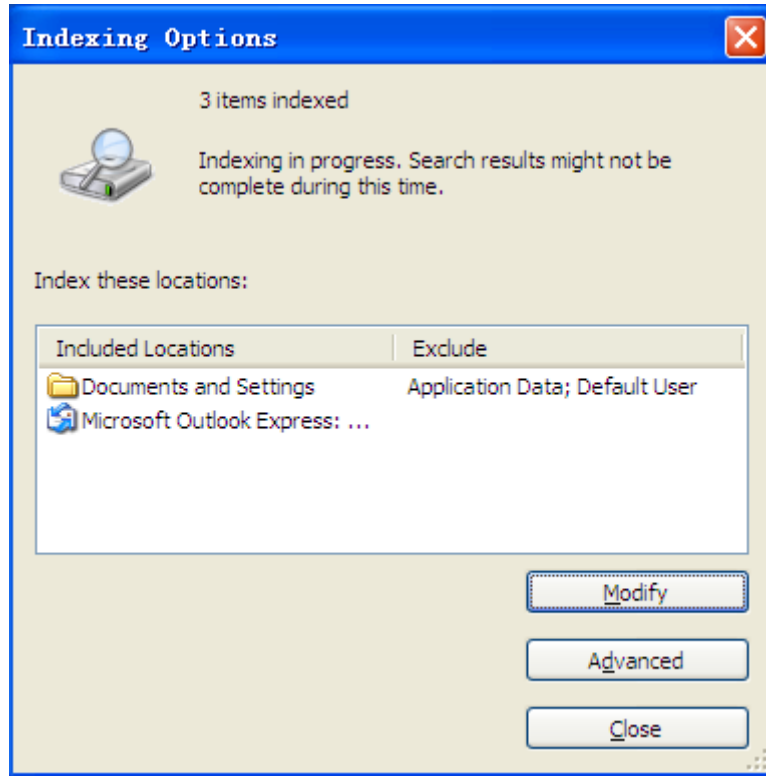 Indexing Options
3 items indexed
Indexing in progress. Search results might not be
complete during this time.
Index these locations:
Included Locations Exclude
Documents and Settings Application Data; Default User
Microsoft Outlook Express: ...
Modify
Advanced
Close